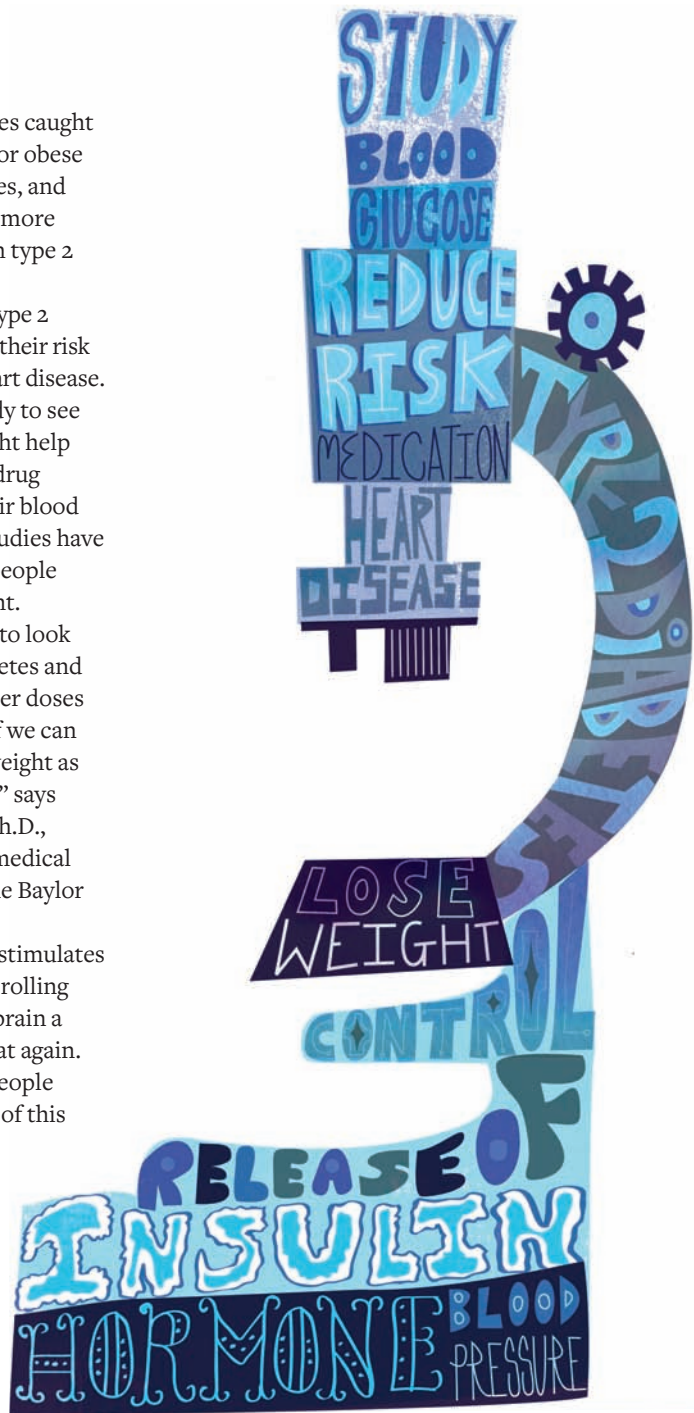 es caught
or obese
es, and
more
n type 2
ype 2
their risk
art disease.
ly to see
ht help
drug
ir blood
udies have
eople
nt.
to look
etes and
er doses
f we can
veight as
” says
h.D.,
medical
e Baylor
stimulates
rolling
brain a
at again.
eople
of this
STUDY
BLOOD
GlUCOSE
REDUCE
RISK
MEDICATION
HEART
DISEASE
TYPE 2 DiABETES
LOSE
WEIGHT
CONTROL
RELEASE OF
INSULIN
HORMONE
BLOOD
PRESSURE